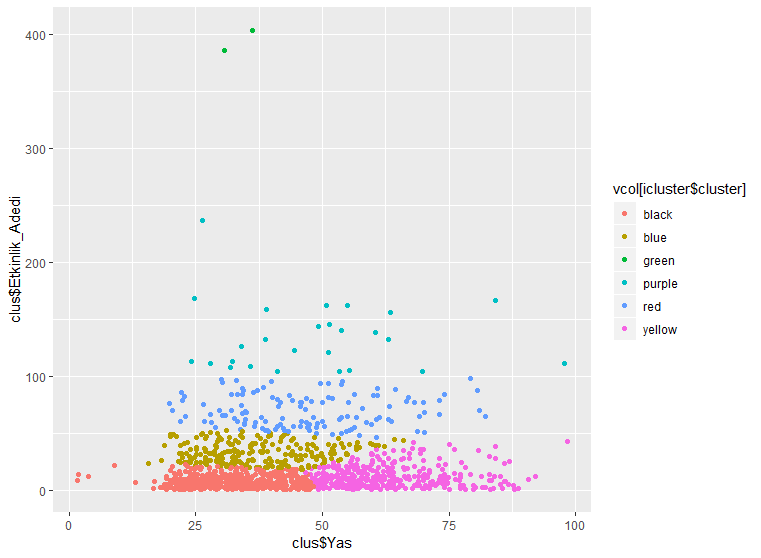 400
300
200
100
0
clus$Etkinlik_Adedi
0 25 50 75 100
clus$Yas
vcol[icluster$cluster]
black
blue
green
purple
red
yellow